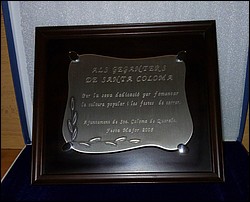 ALS GEGANTERS
DE SANTA COLOMA
Per la seva dedicació per fomentar
la cultura popular i les festes de carrer.
Ajuntament de Sta. Coloma de Queralt
Festa Major 2003